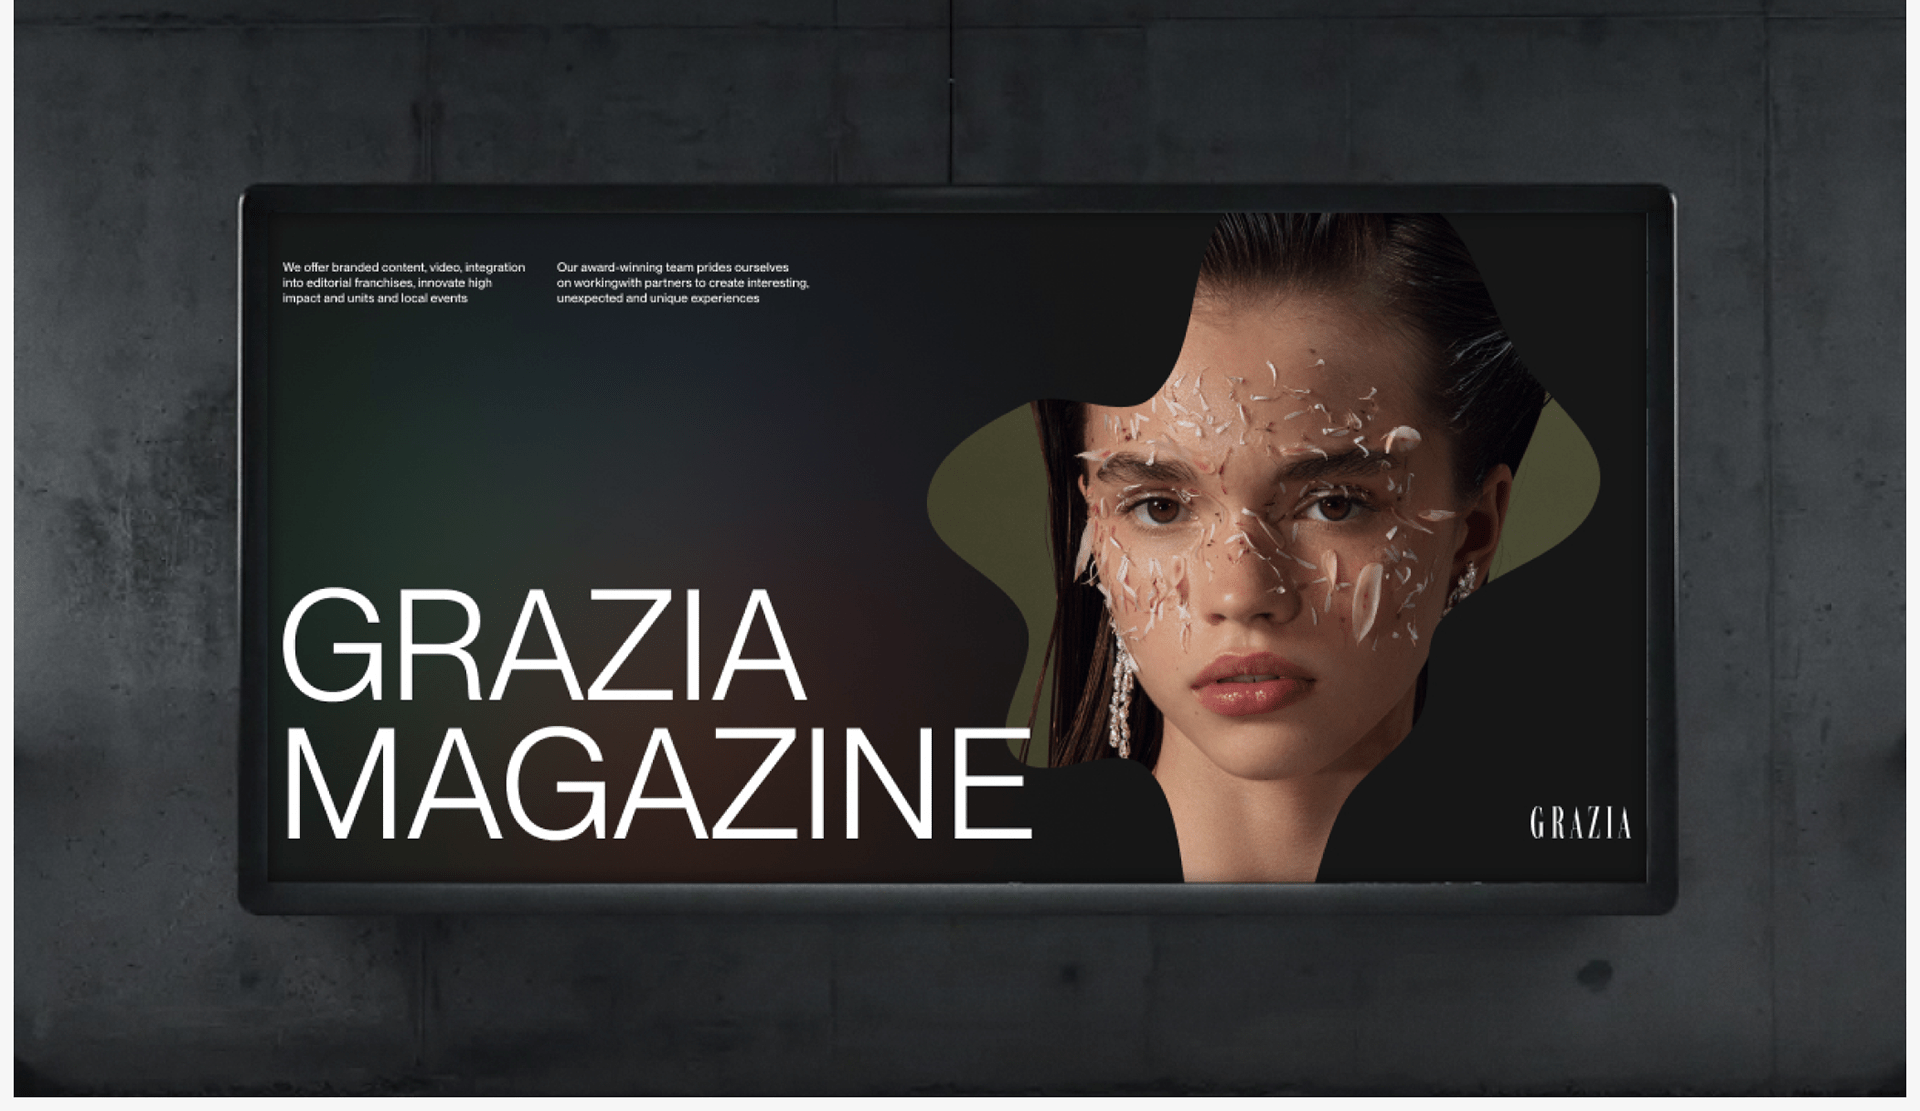 We offer branded content, video, integration
into editorial franchises, innovate high
impact and units and local events
Our award-winning team prides ourselves
on workingwith partners to create interesting,
unexpected and unique experiences
GRAZIA
MAGAZINE
GRAZIA